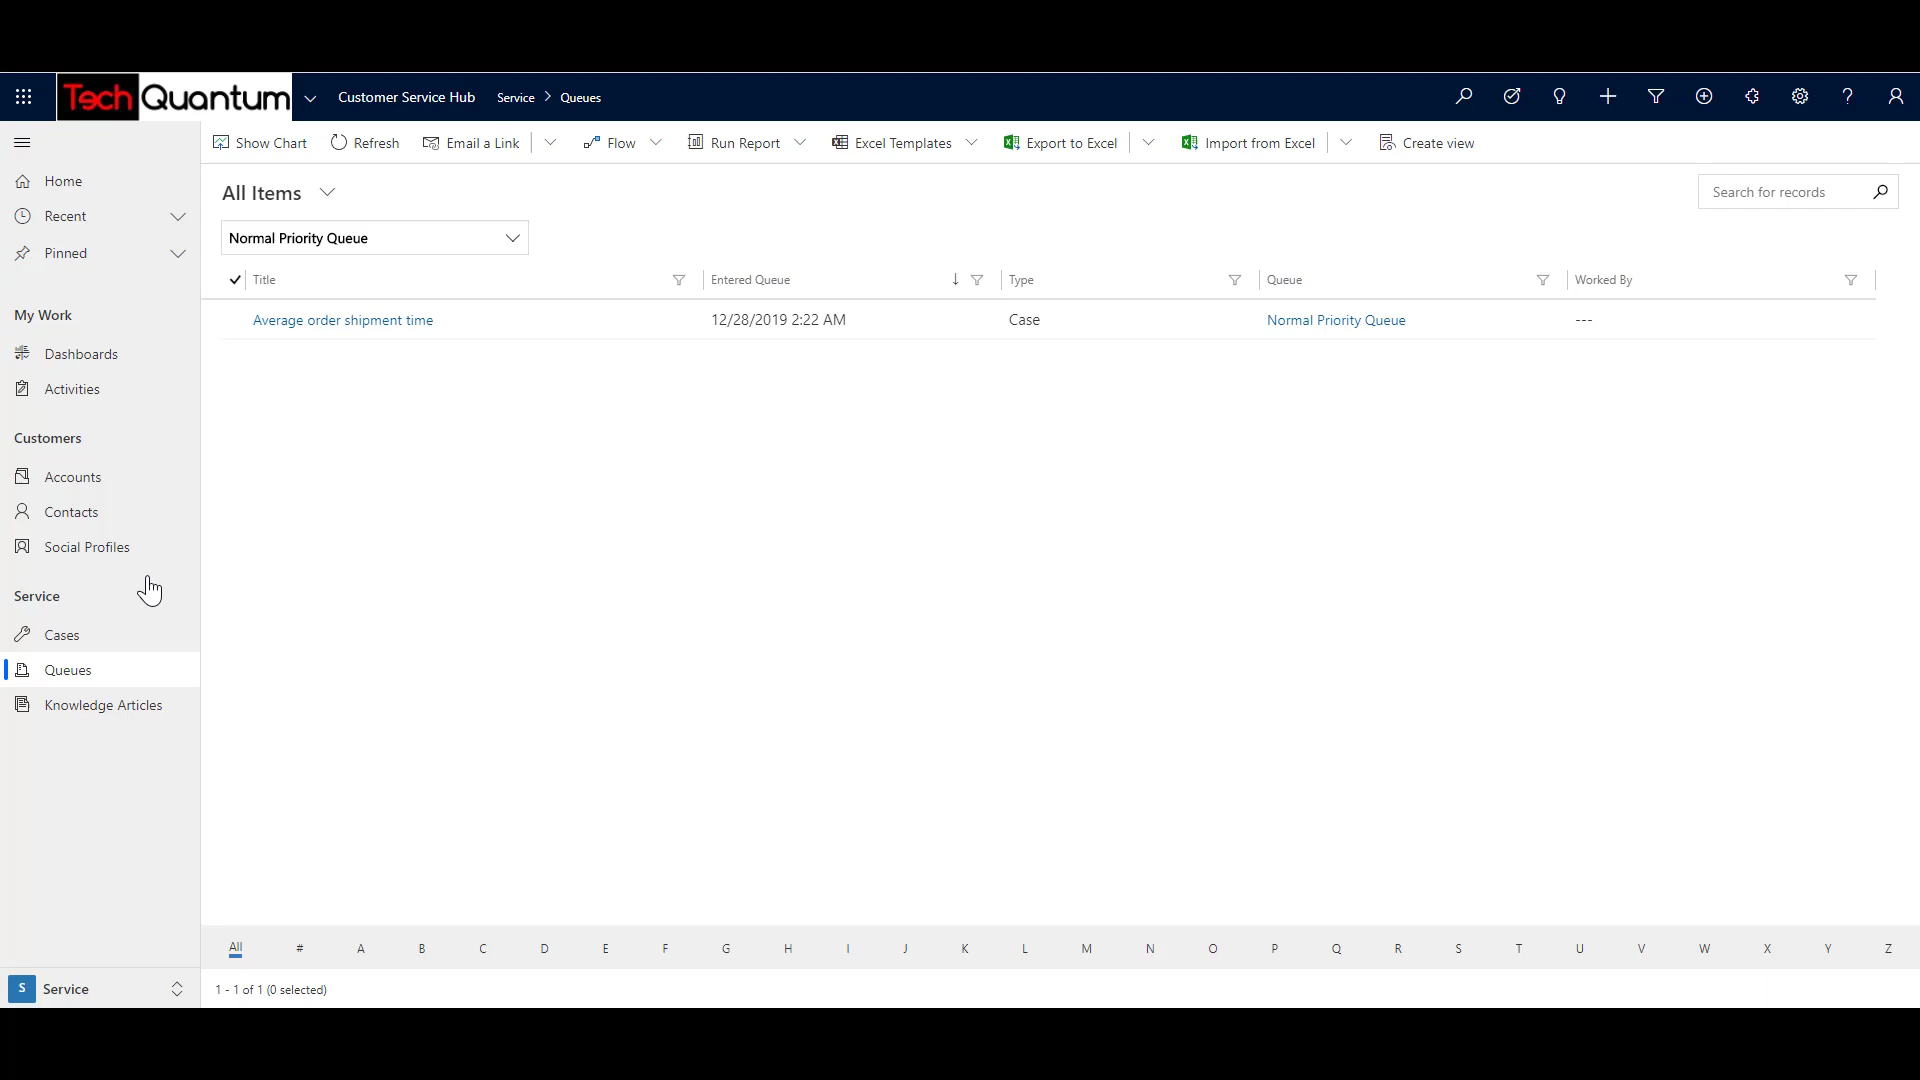 Tech Quantum
Customer Service Hub
Service > Queues
Show Chart
Refresh
Email a Link
Flow
Run Report
Excel Templates
Export to Excel
Import from Excel
Create view
Home
Recent
Pinned
My Work
Dashboards
Activities
Customers
Accounts
Contacts
Social Profiles
Service
Cases
Queues
Knowledge Articles
S Service
All Items
Search for records
Normal Priority Queue
Title Entered Queue Type Queue Worked By
Average order shipment time 12/28/2019 2:22 AM Case Normal Priority Queue ---
All # A B C D E F G H I J K L M N O P Q R S T U V W X Y Z
1 - 1 of 1 (0 selected)